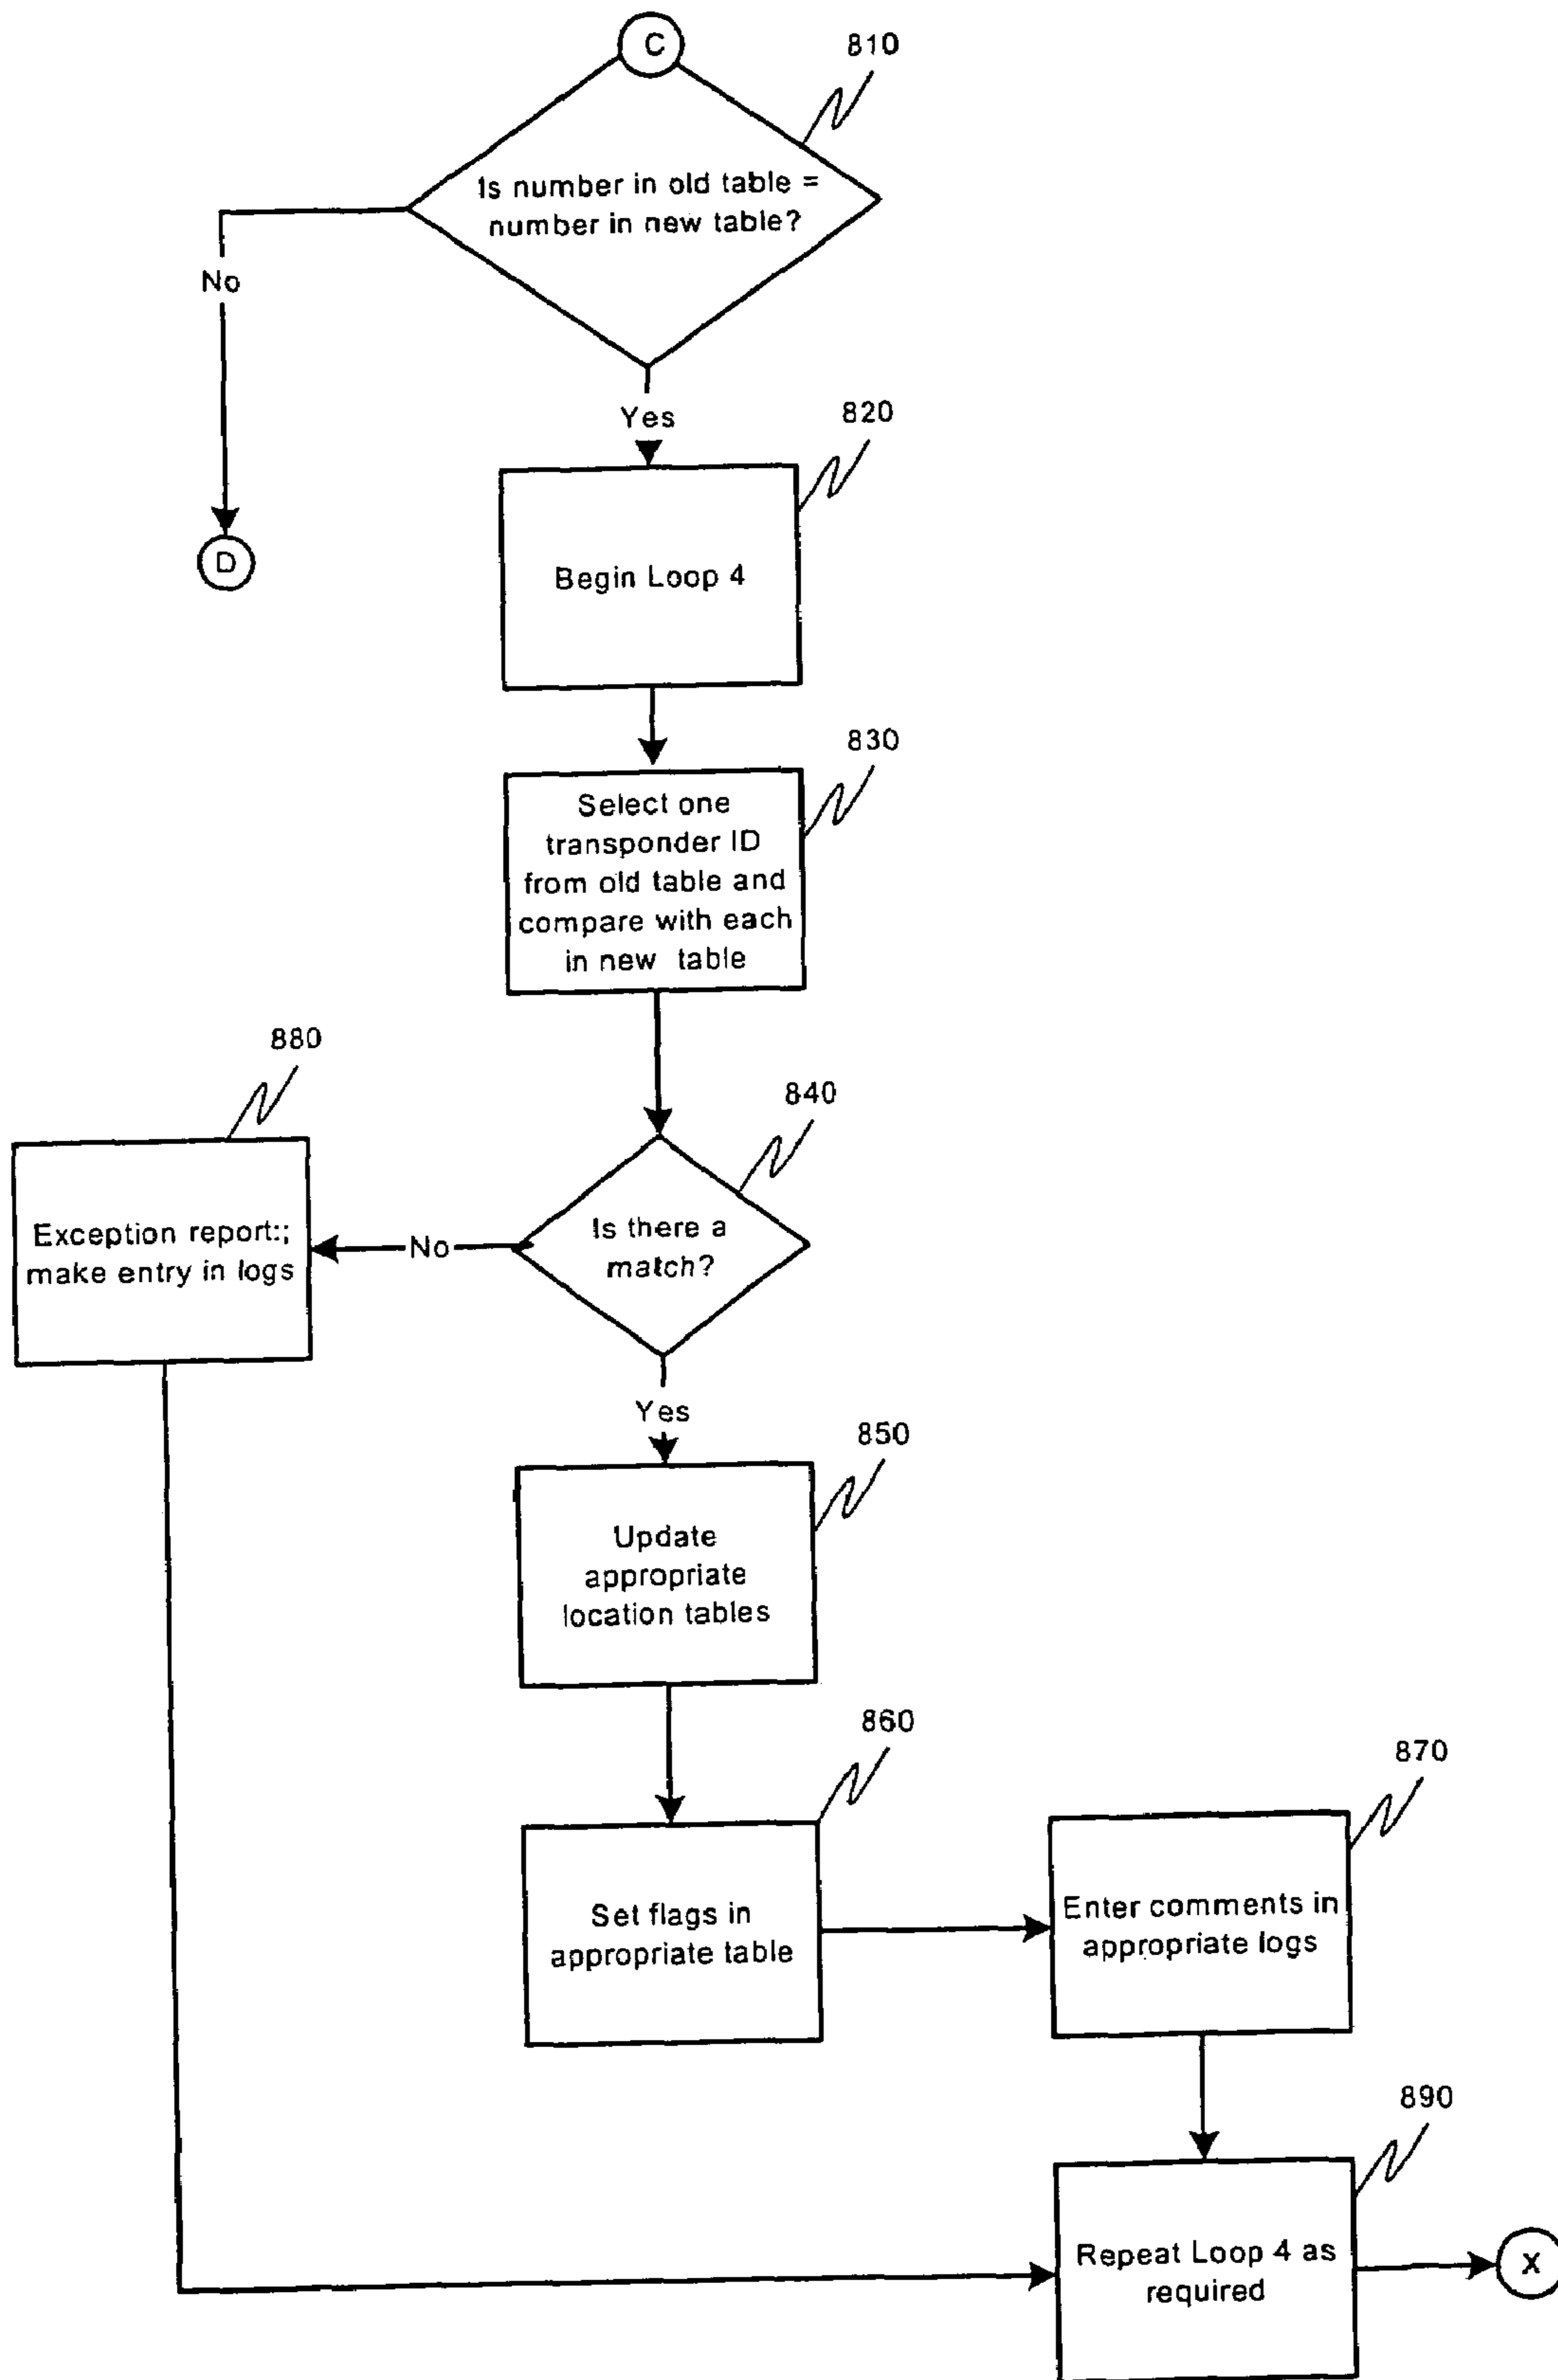 C
810
Is number in old table =
number in new table?
No
Yes
820
D
Begin Loop 4
830
Select one
transponder ID
from old table and
compare with each
in new table
880
840
Exception report:;
make entry in logs
No
Is there a
match?
Yes
850
Update
appropriate
location tables
860
870
Set flags in
appropriate table
Enter comments in
appropriate logs
890
Repeat Loop 4 as
required
X